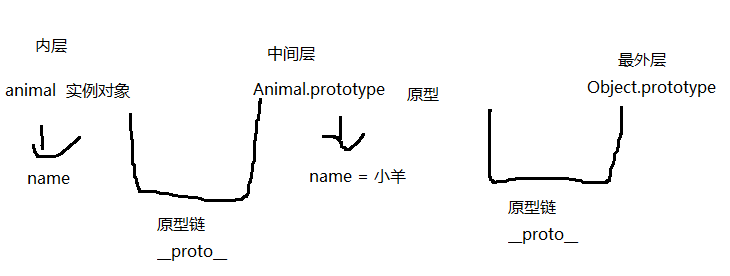 内层
中间层
最外层
animal 实例对象
Animal.prototype 原型
Object.prototype
name
name = 小羊
原型链
__proto__
原型链
__proto__